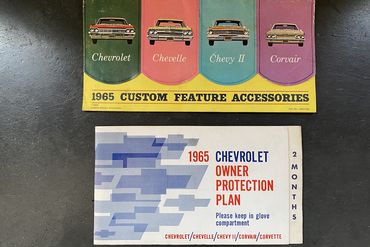 Chevrolet
Chevelle
Chevy II
Corvair
1965 CUSTOM FEATURE ACCESSORIES
1965 CHEVROLET
OWNER
PROTECTION
PLAN
Please keep in glove
compartment
CHEVROLET/CHEVELLE/CHEVY II/CORVAIR/CORVETTE
2 MONTHS